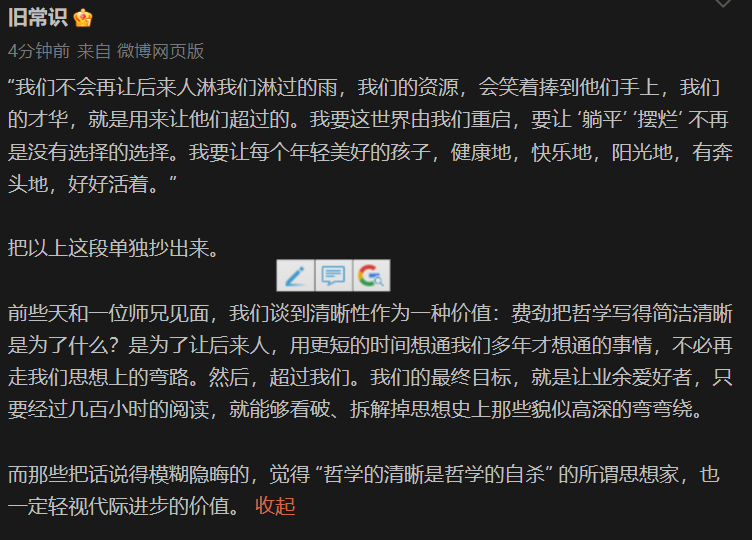 旧常识
4分钟前 来自 微博网页版
“我们不会再让后来人淋我们淋过的雨，我们的资源，会笑着捧到他们手上，我们
的才华，就是用来让他们超过的。我要这世界由我们重启，要让 ‘躺平’ ‘摆烂’ 不再
是没有选择的选择。我要让每个年轻美好的孩子，健康地，快乐地，阳光地，有奔
头地，好好活着。”
把以上这段单独抄出来。
前些天和一位师兄见面，我们谈到清晰性作为一种价值：费劲把哲学写得简洁清晰
是为了什么？是为了让后来人，用更短的时间想通我们多年才想通的事情，不必再
走我们思想上的弯路。然后，超过我们。我们的最终目标，就是让业余爱好者，只
要经过几百小时的阅读，就能够看破、拆解掉思想史上那些貌似高深的弯弯绕。
而那些把话说得模糊隐晦的，觉得 “哲学的清晰是哲学的自杀” 的所谓思想家，也
一定轻视代际进步的价值。 收起